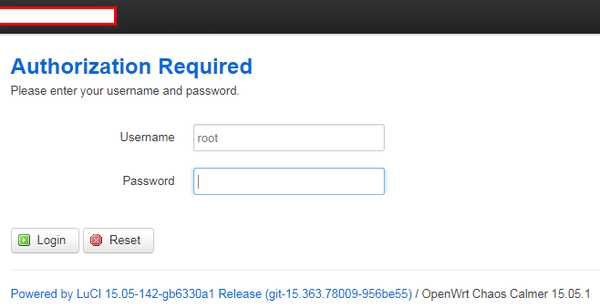 Authorization Required
Please enter your username and password.
Username root
Password
Login Reset
Powered by LuCI 15.05-142-gb6330a1 Release (git-15.363.78009-956be55) / OpenWrt Chaos Calmer 15.05.1